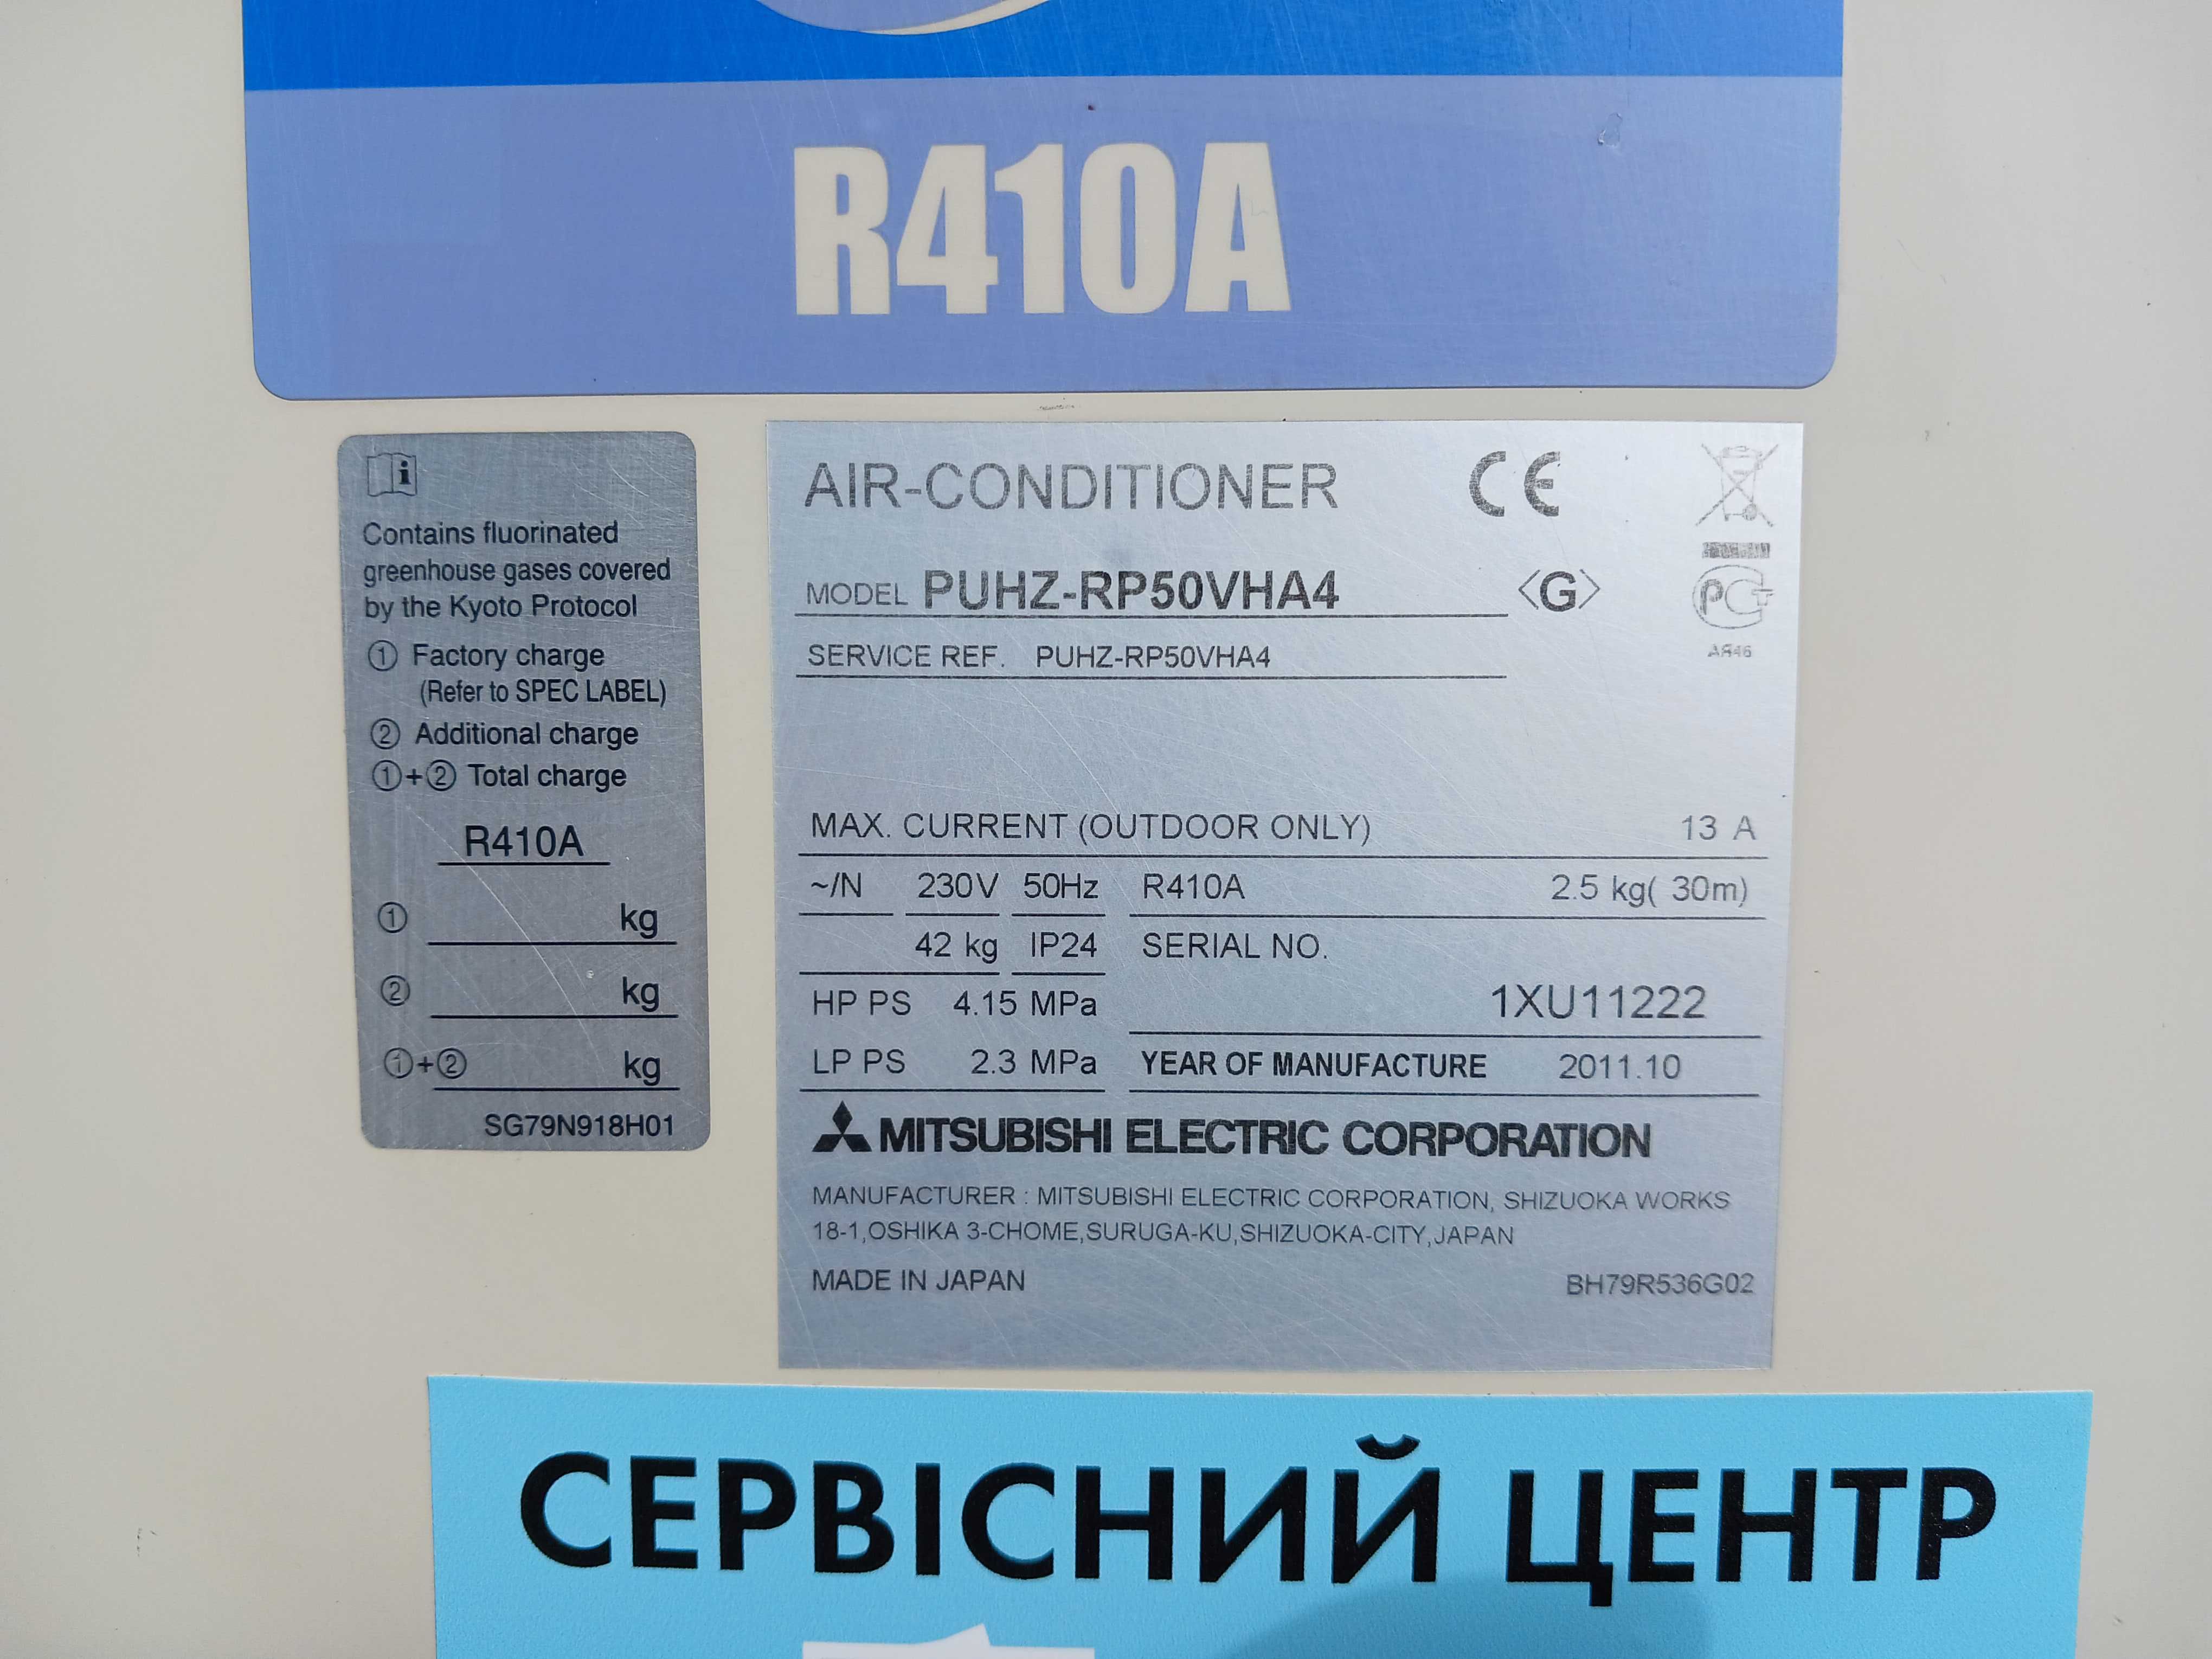 R410A
Contains fluorinated
greenhouse gases covered
by the Kyoto Protocol
① Factory charge
(Refer to SPEC LABEL)
② Additional charge
①+② Total charge
R410A
① kg
② kg
①+② kg
SG79N918H01
AIR-CONDITIONER CE
MODEL PUHZ-RP50VHA4 〈G〉
SERVICE REF. PUHZ-RP50VHA4
MAX. CURRENT (OUTDOOR ONLY) 13 A
~/N 230V 50Hz R410A 2.5 kg( 30m)
42 kg IP24 SERIAL NO.
HP PS 4.15 MPa 1XU11222
LP PS 2.3 MPa YEAR OF MANUFACTURE 2011.10
MITSUBISHI ELECTRIC CORPORATION
MANUFACTURER : MITSUBISHI ELECTRIC CORPORATION, SHIZUOKA WORKS
18-1,OSHIKA 3-CHOME,SURUGA-KU,SHIZUOKA-CITY,JAPAN
MADE IN JAPAN BH79R536G02
СЕРВІСНИЙ ЦЕНТР